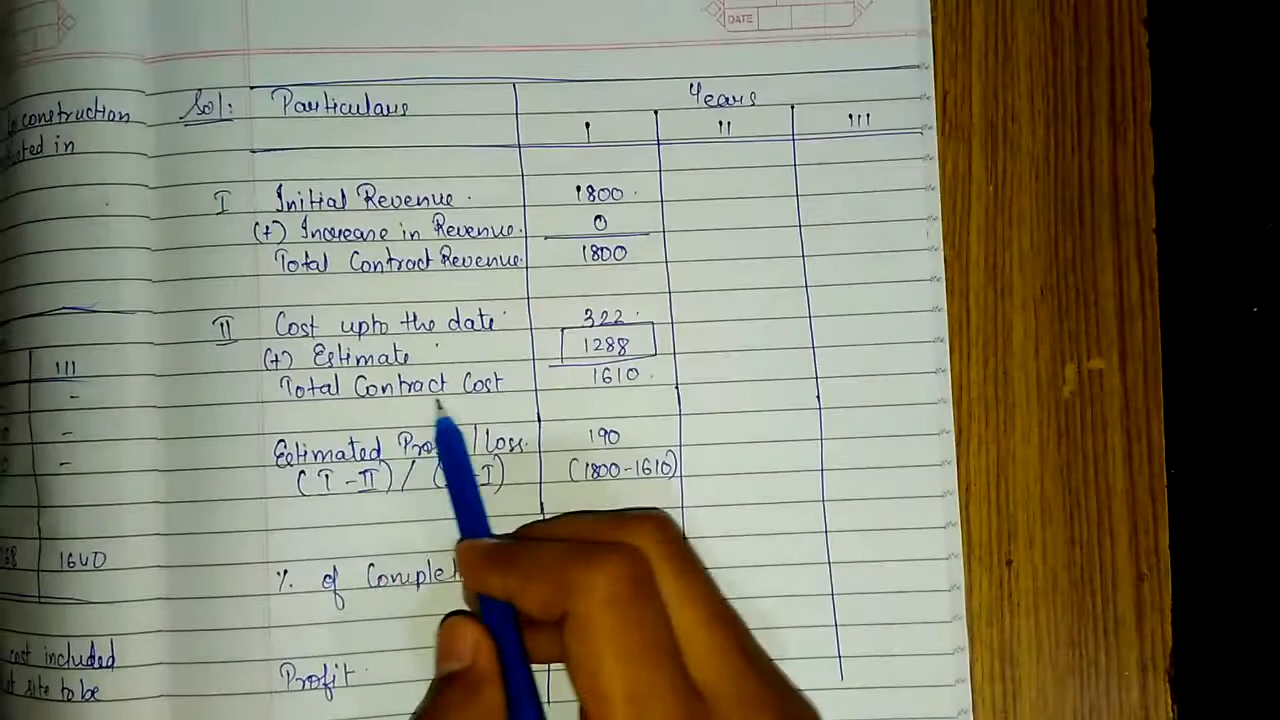 DATE
construction
Sol: Particulars Years
in
I II III
I Initial Revenue. 1800.
(+) Increase in Revenue. 0
Total Contract Revenue. 1800
II Cost upto the date 322.
(+) Estimate 1288
III
Total Contract Cost 1610.
-
-
Estimated / Loss. 190
(I - II) / I) (1800-1610)
-
1640
% of
cost included
site to be
Profit.